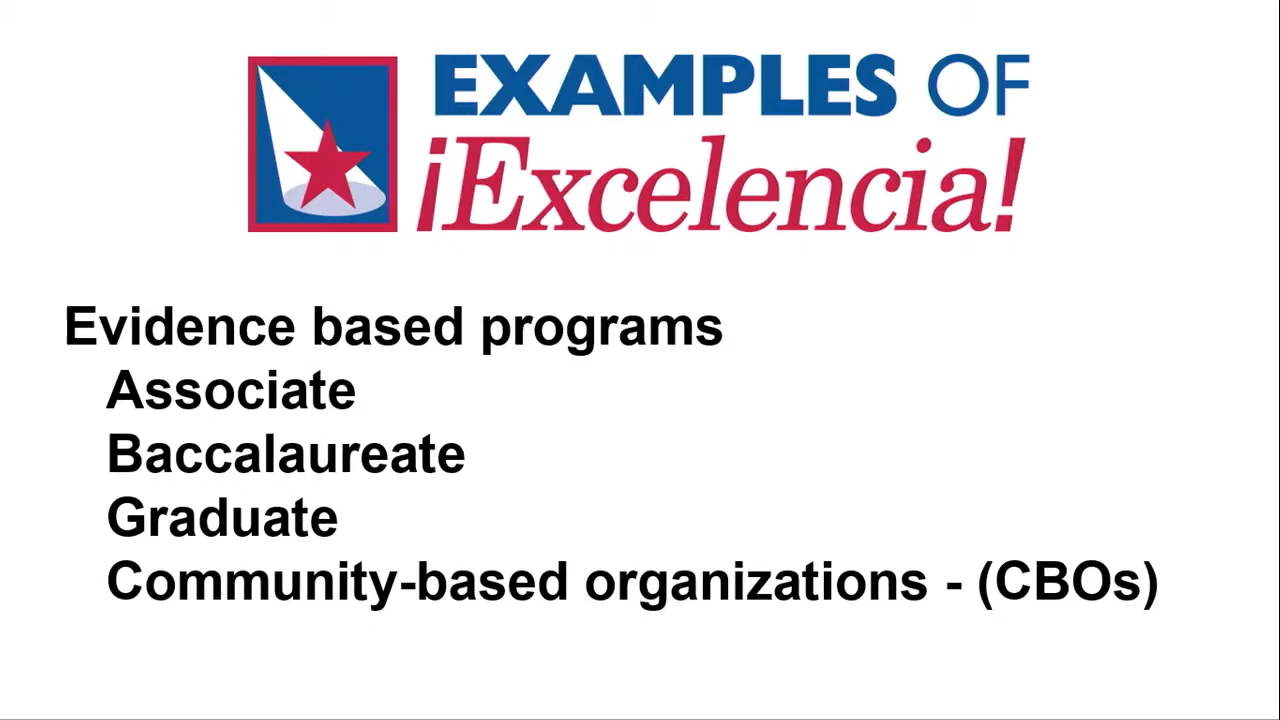 EXAMPLES OF
¡Excelencia!
Evidence based programs
Associate
Baccalaureate
Graduate
Community-based organizations - (CBOs)